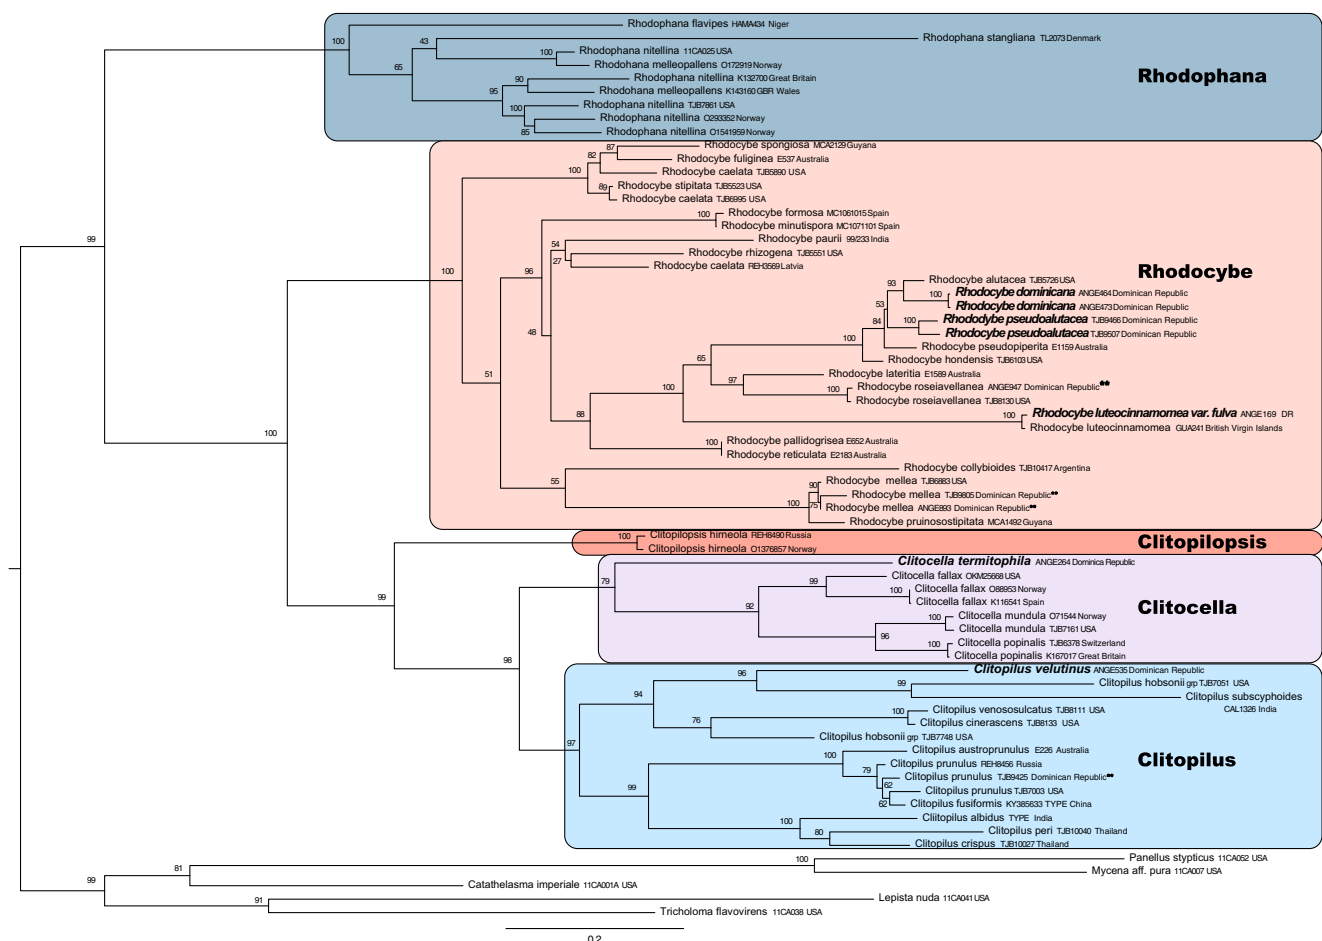 Rhodophana flavipes HAMA434 Niger
100
43
Rhodophana stangliana TL2073 Denmark
Rhodophana nitellina 11CA025 USA
100
Rhodohana melleopallens O172919 Norway
65
Rhodophana
90
Rhodophana nitellina K132700 Great Britain
95
Rhodohana melleopallens K143160 GBR Wales
Rhodophana nitellina TJB7861 USA
100
Rhodophana nitellina O293352 Norway
85
Rhodophana nitellina O1541959 Norway
87
Rhodocybe spongiosa MCA2129 Guyana
82
Rhodocybe fuliginea E537 Australia
100
Rhodocybe caelata TJB5890 USA
89
Rhodocybe stipitata TJB5523 USA
Rhodocybe caelata TJB6995 USA
100
Rhodocybe formosa MC1061015 Spain
Rhodocybe minutispora MC1071101 Spain
99
54
Rhodocybe paurii 99/233 India
Rhodocybe rhizogena TJB5551 USA
27
Rhodocybe caelata REH3569 Latvia
100
96
Rhodocybe
93
Rhodocybe alutacea TJB5726 USA
100
Rhodocybe dominicana ANGE464 Dominican Republic
53
Rhodocybe dominicana ANGE473 Dominican Republic
84
100
Rhododybe pseudoalutacea TJB9466 Dominican Republic
48
Rhodocybe pseudoalutacea TJB9507 Dominican Republic
100
Rhodocybe pseudopiperita E1159 Australia
65
Rhodocybe hondensis TJB6103 USA
51
97
Rhodocybe lateritia E1589 Australia
100
100
Rhodocybe roseiavellanea ANGE947 Dominican Republic**
Rhodocybe roseiavellanea TJB8130 USA
88
100
Rhodocybe luteocinnamomea var. fulva ANGE169 DR
Rhodocybe luteocinnamomea GUA241 British Virgin Islands
100
100
Rhodocybe pallidogrisea E652 Australia
Rhodocybe reticulata E2183 Australia
55
Rhodocybe collybioides TJB10417 Argentina
90
Rhodocybe mellea TJB6883 USA
Rhodocybe mellea TJB9805 Dominican Republic**
100
75
Rhodocybe mellea ANGE893 Dominican Republic**
Rhodocybe pruinosostipitata MCA1492 Guyana
100
Clitopilopsis hirneola REH8490 Russia
Clitopilopsis
Clitopilopsis hirneola O1376857 Norway
Clitocella termitophila ANGE264 Dominica Republic
79
99
Clitocella fallax OKM25668 USA
100
Clitocella fallax O88953 Norway
99
92
Clitocella fallax K116541 Spain
Clitocella
100
Clitocella mundula O71544 Norway
Clitocella mundula TJB7161 USA
96
100
Clitocella popinalis TJB6378 Switzerland
98
Clitocella popinalis K167017 Great Britain
96
Clitopilus velutinus ANGE535 Dominican Republic
99
Clitopilus hobsonii grp TJB7051 USA
94
Clitopilus subscyphoides
CAL1326 India
76
100
Clitopilus venososulcatus TJB8111 USA
Clitopilus cinerascens TJB8133 USA
Clitopilus hobsonii grp TJB7748 USA
97
100
Clitopilus austroprunulus E226 Australia
Clitopilus
79
Clitopilus prunulus REH8456 Russia
62
Clitopilus prunulus TJB9425 Dominican Republic**
99
Clitopilus prunulus TJB7003 USA
62
Clitopilus fusiformis KY385633 TYPE China
100
Cliitopilus albidus TYPE India
80
Clitopilus peri TJB10040 Thailand
Clitopilus crispus TJB10027 Thailand
100
Panellus stypticus 11CA052 USA
81
Mycena aff. pura 11CA007 USA
99
Catathelasma imperiale 11CA001A USA
91
Lepista nuda 11CA041 USA
Tricholoma flavovirens 11CA038 USA
0.2